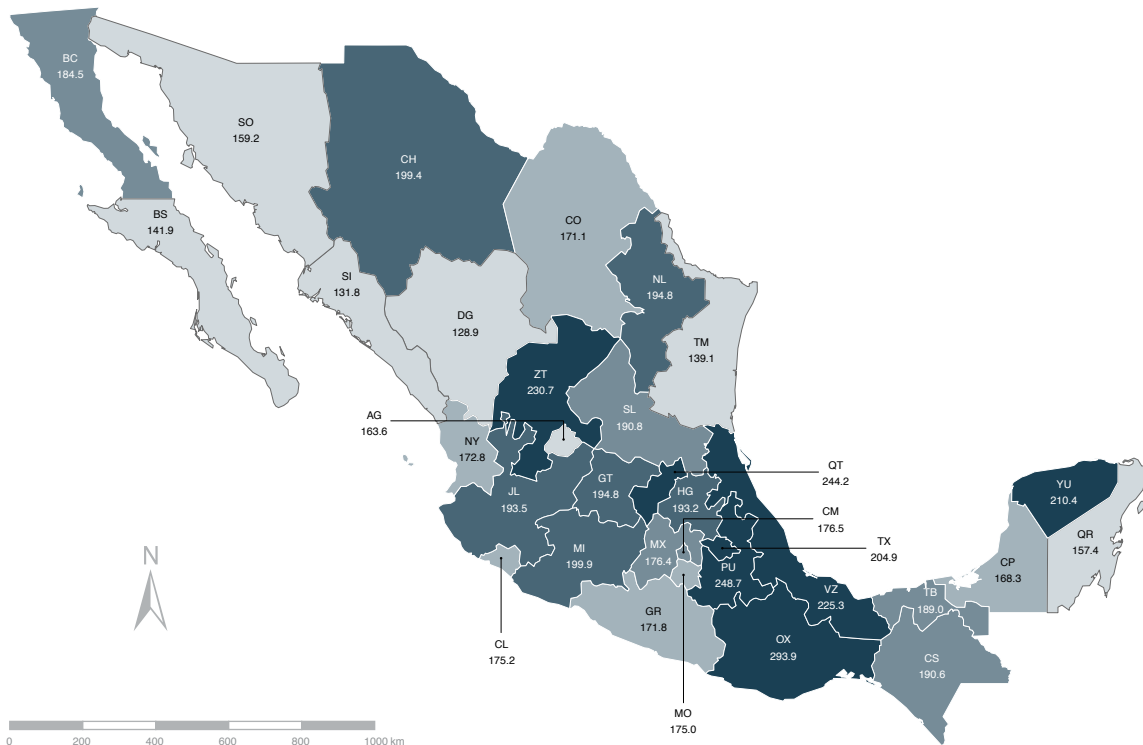 BC
184.5
SO
159.2
CH
199.4
BS
141.9
CO
171.1
SI
131.8
NL
194.8
DG
128.9
TM
139.1
ZT
230.7
AG
163.6
SL
190.8
NY
172.8
QT
244.2
JL
193.5
GT
194.8
HG
193.2
YU
210.4
CM
176.5
QR
157.4
MI
199.9
MX
176.4
TX
204.9
PU
248.7
CP
168.3
VZ
225.3
TB
189.0
GR
171.8
CL
175.2
OX
293.9
CS
190.6
MO
175.0
N
0 200 400 600 800 1000 km